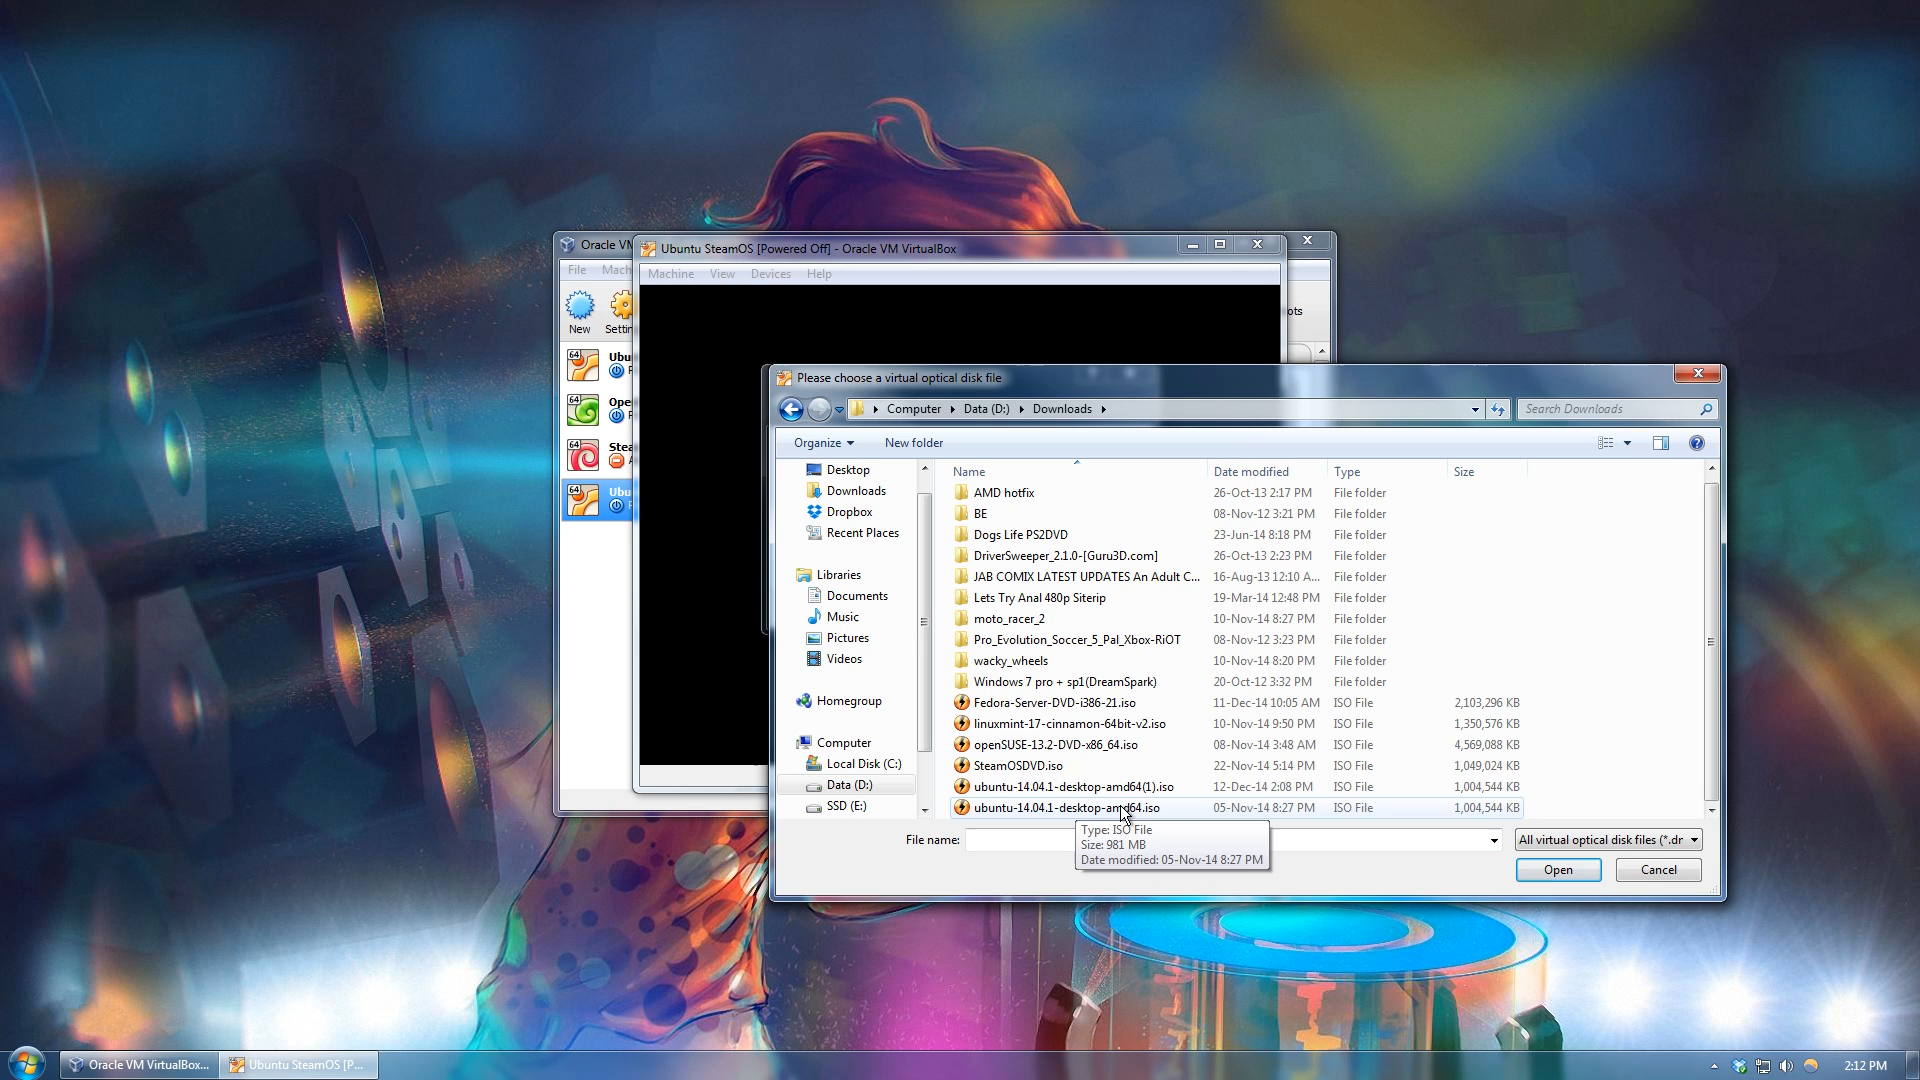 Oracle VM
Ubuntu SteamOS [Powered Off] - Oracle VM VirtualBox
File Mach
Machine View Devices Help
New Settin
ots
64 Ubu
64 Ope
64 Stea
64 Ubu
Please choose a virtual optical disk file
Computer Data (D:) Downloads
Search Downloads
Organize New folder
Name Date modified Type Size
Desktop
Downloads
Dropbox
Recent Places
Libraries
Documents
Music
Pictures
Videos
Homegroup
Computer
Local Disk (C:)
Data (D:)
SSD (E:)
AMD hotfix 26-Oct-13 2:17 PM File folder
BE 08-Nov-12 3:21 PM File folder
Dogs Life PS2DVD 23-Jun-14 8:18 PM File folder
DriverSweeper_2.1.0-[Guru3D.com] 26-Oct-13 2:23 PM File folder
JAB COMIX LATEST UPDATES An Adult C... 16-Aug-13 12:10 A... File folder
Lets Try Anal 480p Siterip 19-Mar-14 12:48 PM File folder
moto_racer_2 10-Nov-14 8:27 PM File folder
Pro_Evolution_Soccer_5_Pal_Xbox-RiOT 08-Nov-12 3:23 PM File folder
wacky_wheels 10-Nov-14 8:20 PM File folder
Windows 7 pro + sp1(DreamSpark) 20-Oct-12 3:32 PM File folder
Fedora-Server-DVD-i386-21.iso 11-Dec-14 10:05 AM ISO File 2,103,296 KB
linuxmint-17-cinnamon-64bit-v2.iso 10-Nov-14 9:50 PM ISO File 1,350,576 KB
openSUSE-13.2-DVD-x86_64.iso 08-Nov-14 3:48 AM ISO File 4,569,088 KB
SteamOSDVD.iso 22-Nov-14 5:14 PM ISO File 1,049,024 KB
ubuntu-14.04.1-desktop-amd64(1).iso 12-Dec-14 2:08 PM ISO File 1,004,544 KB
ubuntu-14.04.1-desktop-amd64.iso 05-Nov-14 8:27 PM ISO File 1,004,544 KB
Type: ISO File
Size: 981 MB
Date modified: 05-Nov-14 8:27 PM
File name:
All virtual optical disk files (*.dr
Open Cancel
Oracle VM VirtualBox...
Ubuntu SteamOS [P...
2:12 PM